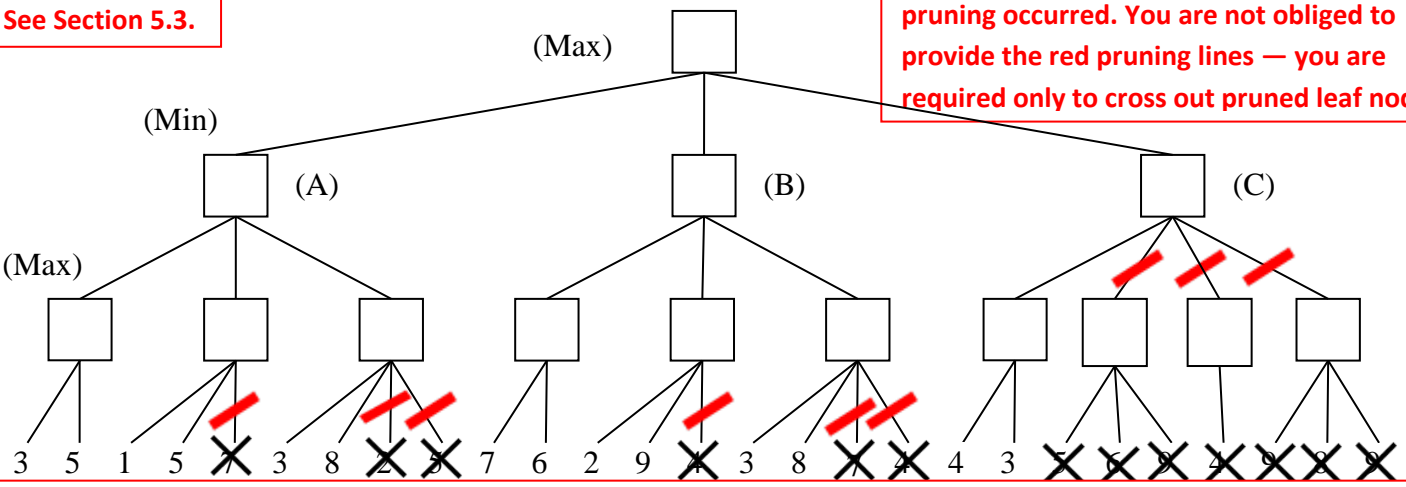 See Section 5.3.
pruning occurred. You are not obliged to
provide the red pruning lines — you are
required only to cross out pruned leaf nod
(Max)
(Min)
(A)
(B)
(C)
(Max)
3 5 1 5 7 3 8 2 5 7 6 2 9 4 3 8 7 4 4 3 5 6 9 4 9 8 9